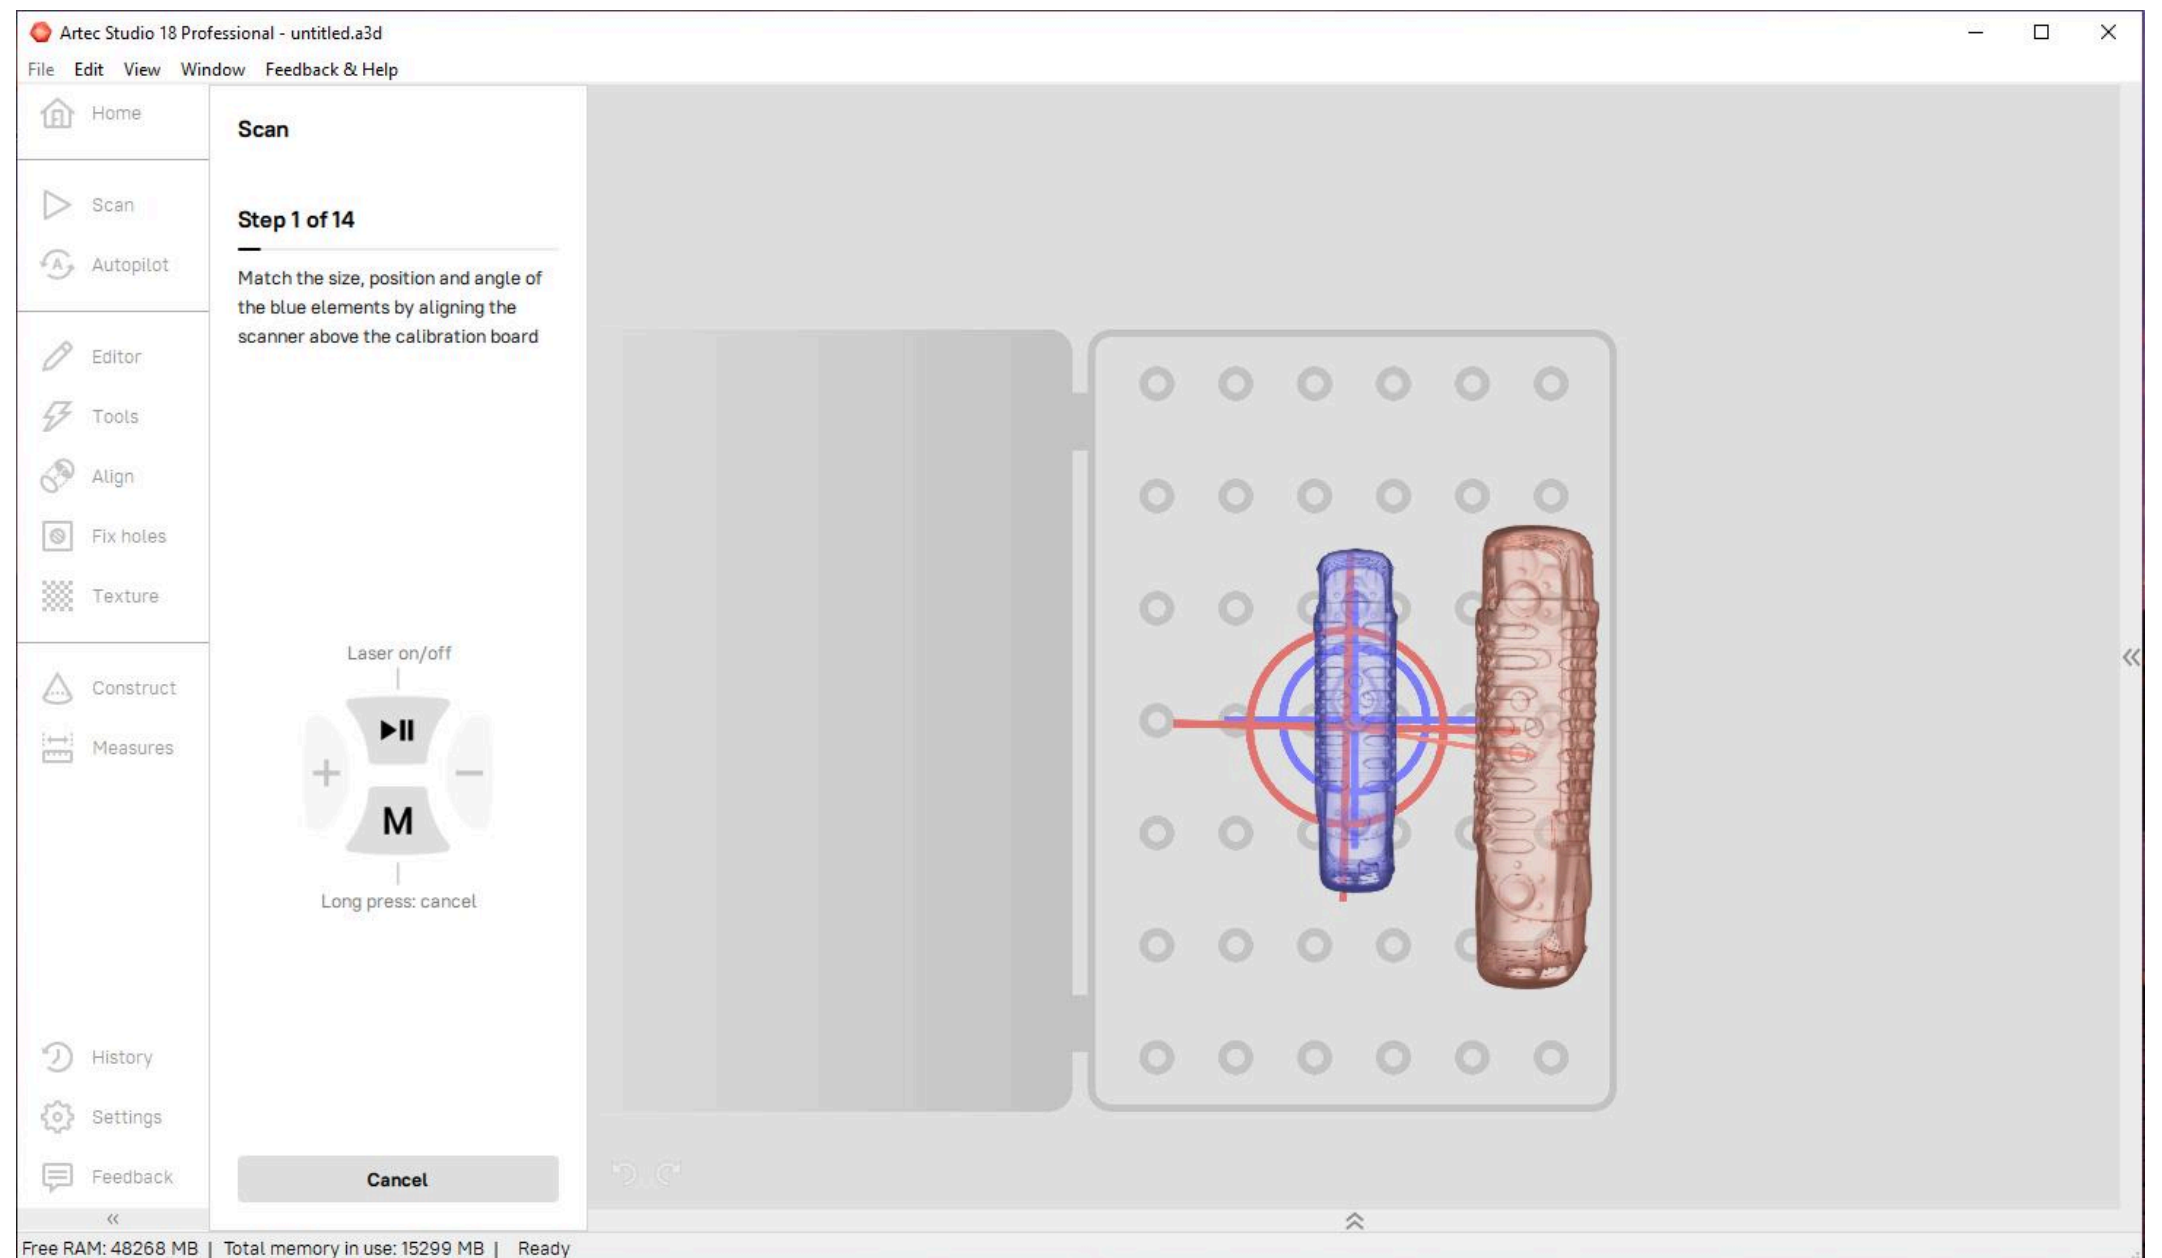 Artec Studio 18 Professional - untitled.a3d
File Edit View Window Feedback & Help
Home
Scan
Autopilot
Editor
Tools
Align
Fix holes
Texture
Construct
Measures
History
Settings
Feedback
Scan
Step 1 of 14
Match the size, position and angle of
the blue elements by aligning the
scanner above the calibration board
Laser on/off
M
Long press: cancel
Cancel
Free RAM: 48268 MB | Total memory in use: 15299 MB | Ready